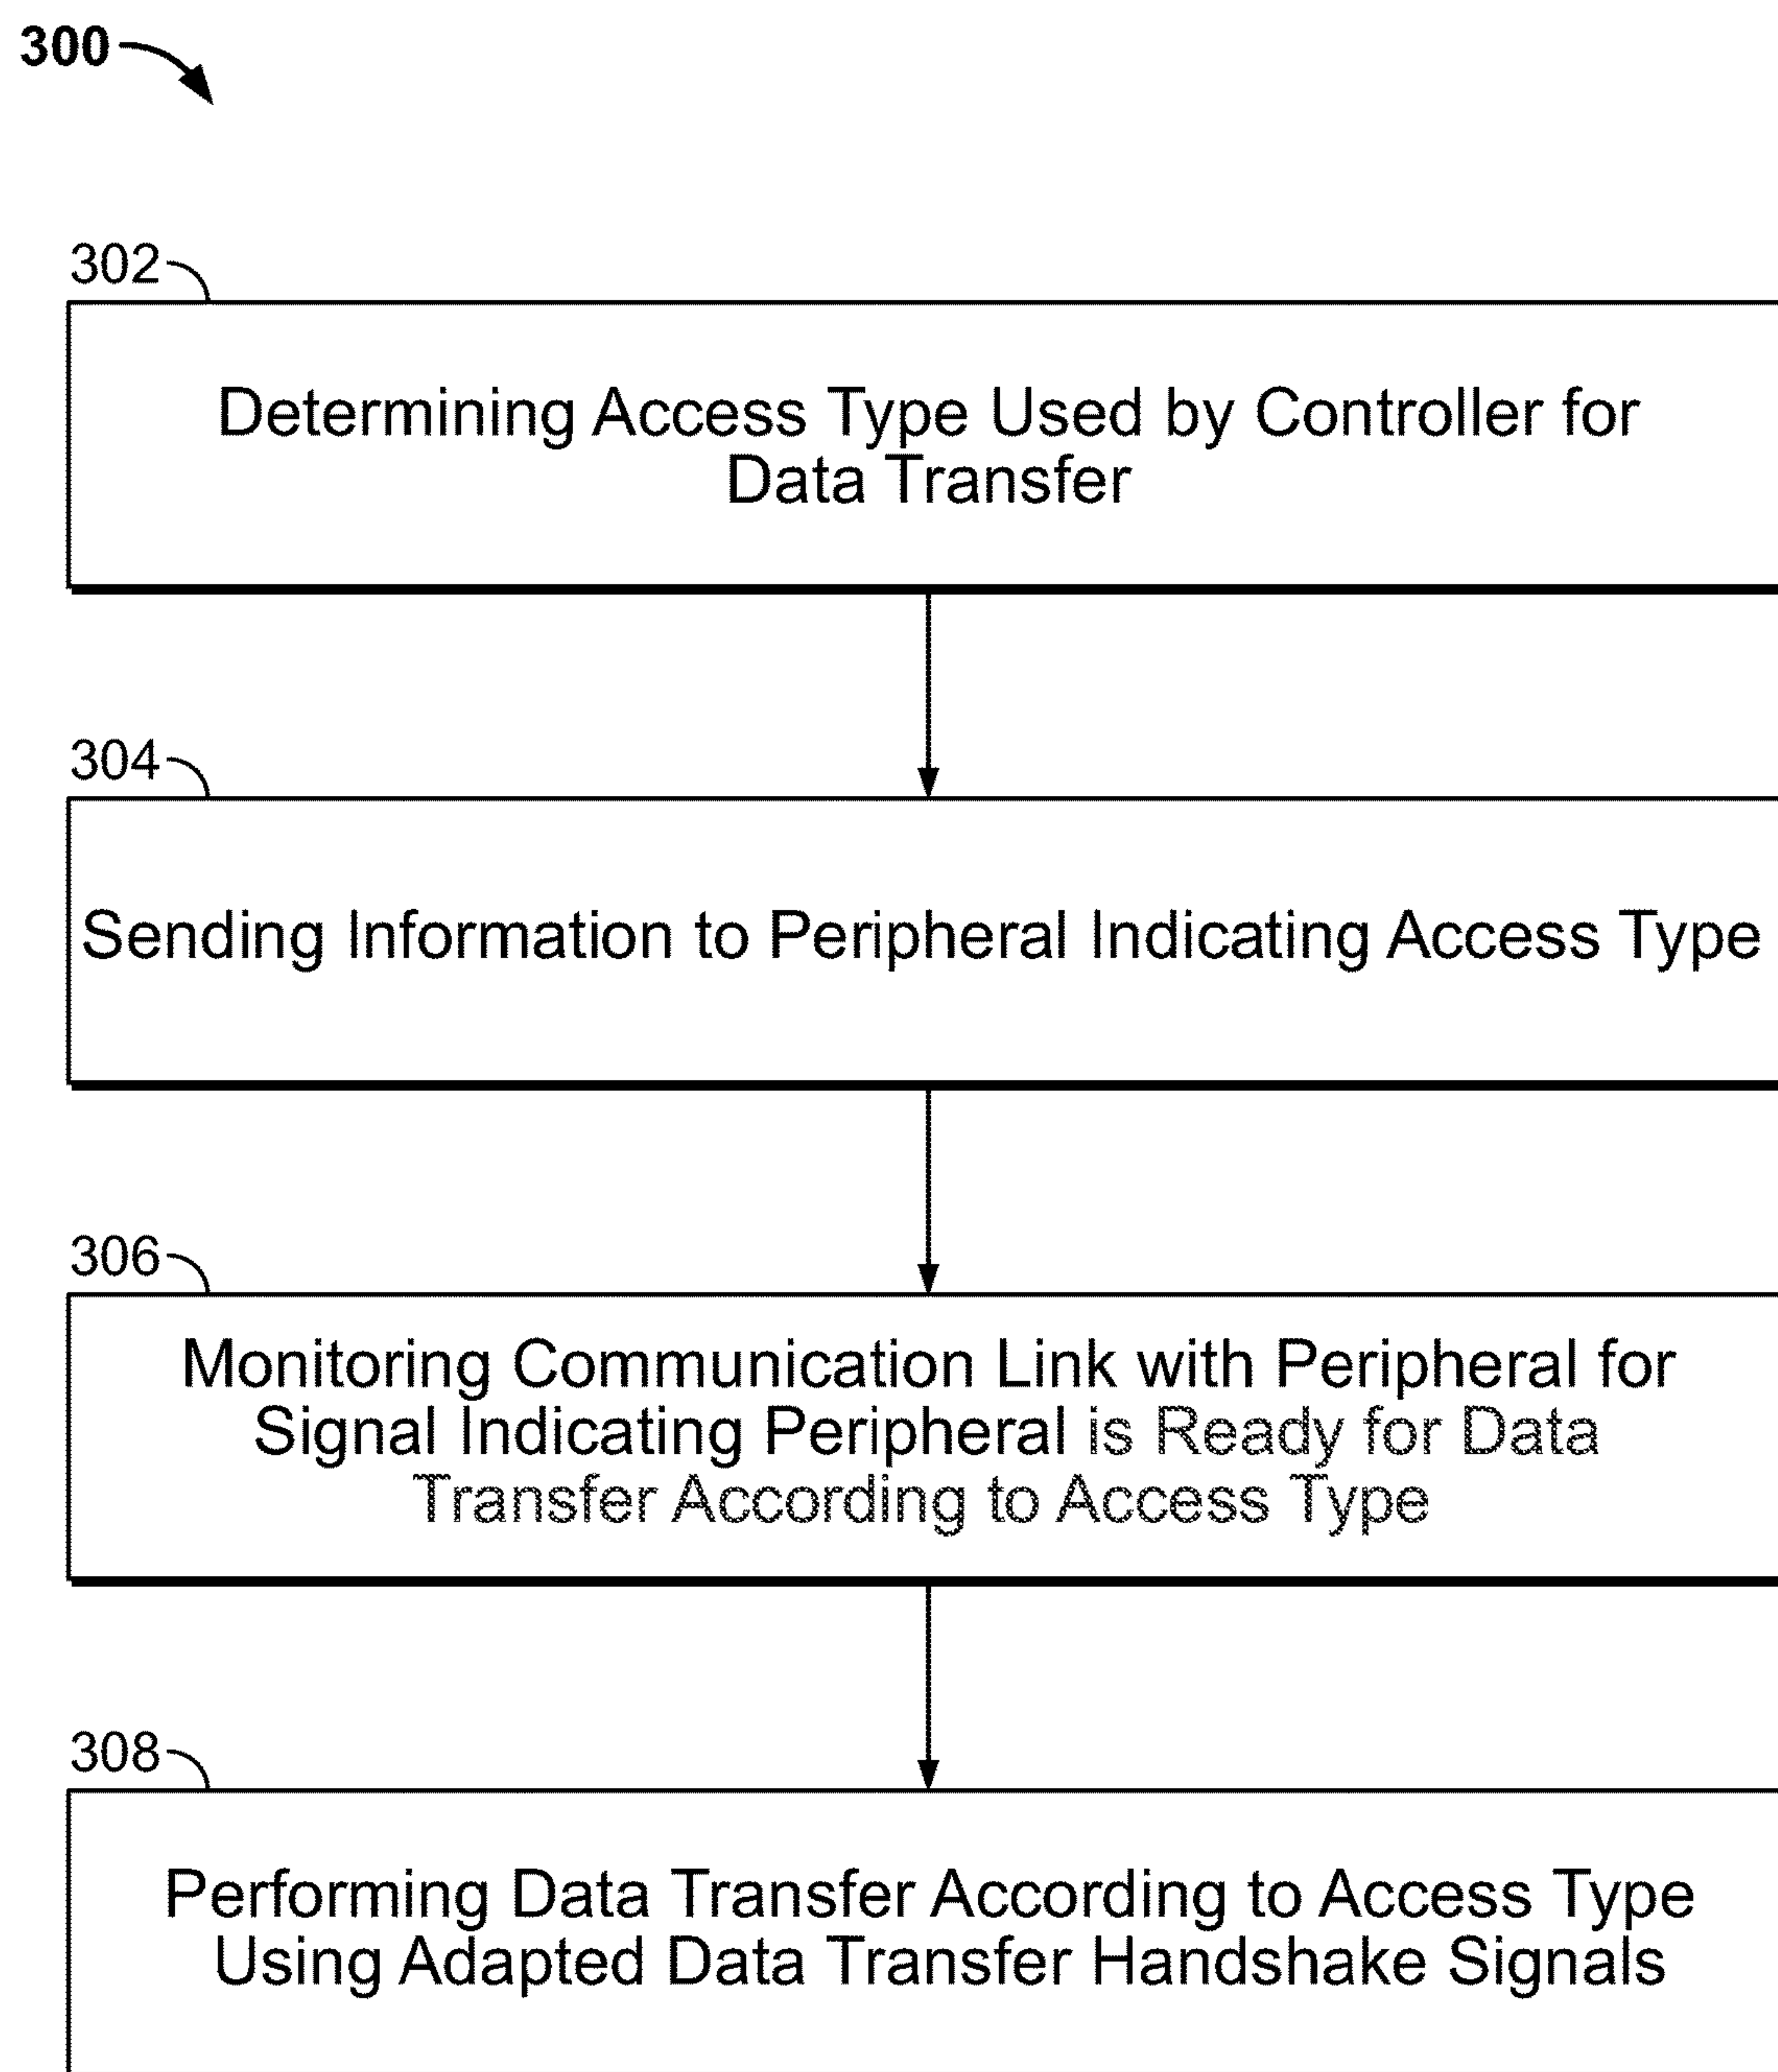 300
302
Determining Access Type Used by Controller for
Data Transfer
304
Sending Information to Peripheral Indicating Access Type
306
Monitoring Communication Link with Peripheral for
Signal Indicating Peripheral is Ready for Data
Transfer According to Access Type
308
Performing Data Transfer According to Access Type
Using Adapted Data Transfer Handshake Signals